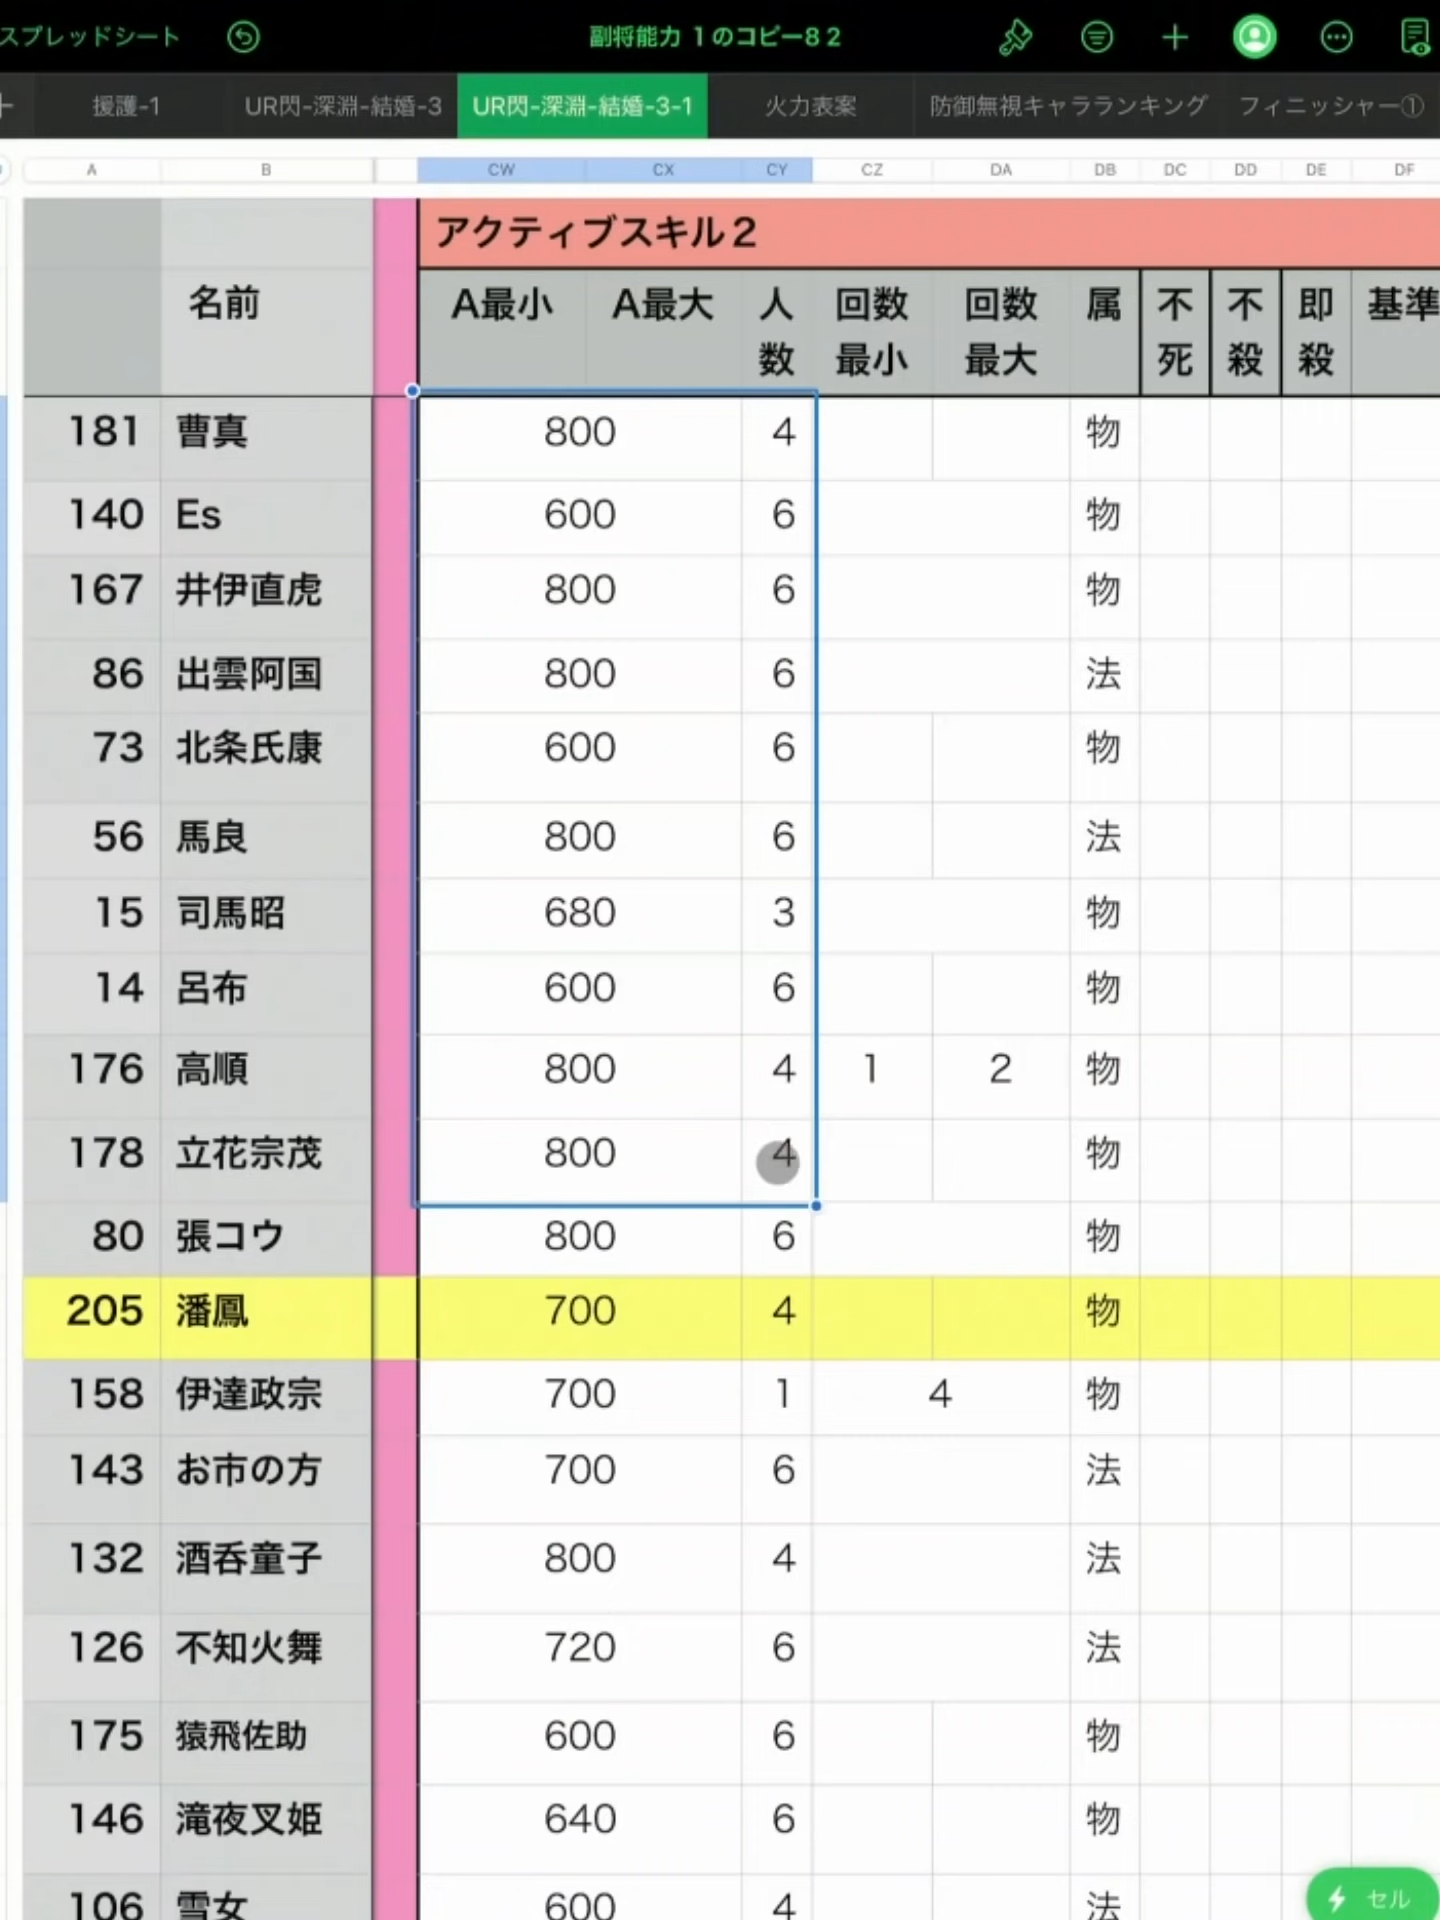 スプレッドシート 副将能力 1のコピー8 2
援護-1 UR閃-深淵-結婚-3 UR閃-深淵-結婚-3-1 火力表案 防御無視キャラランキング フィニッシャー①
A B CW CX CY CZ DA DB DC DD DE DF
アクティブスキル2
名前 A最小 A最大 人数 回数最小 回数最大 属 不死 不殺 即殺 基準
181 曹真 800 4 物
140 Es 600 6 物
167 井伊直虎 800 6 物
86 出雲阿国 800 6 法
73 北条氏康 600 6 物
56 馬良 800 6 法
15 司馬昭 680 3 物
14 呂布 600 6 物
176 高順 800 4 1 2 物
178 立花宗茂 800 4 物
80 張コウ 800 6 物
205 潘鳳 700 4 物
158 伊達政宗 700 1 4 物
143 お市の方 700 6 法
132 酒呑童子 800 4 法
126 不知火舞 720 6 法
175 猿飛佐助 600 6 物
146 滝夜叉姫 640 6 物
106 雪女 600 4 法
セル